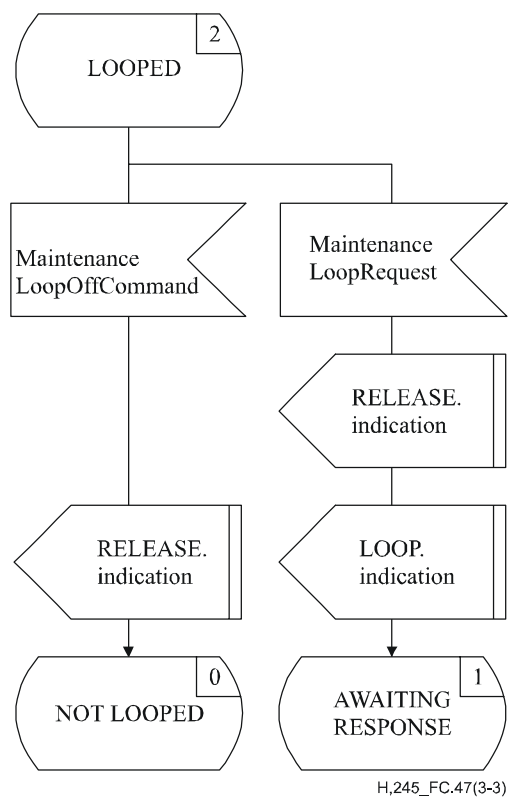 2
LOOPED
Maintenance
LoopOffCommand
Maintenance
LoopRequest
RELEASE.
indication
RELEASE.
indication
LOOP.
indication
0
NOT LOOPED
1
AWAITING
RESPONSE
H,245_FC.47(3-3)